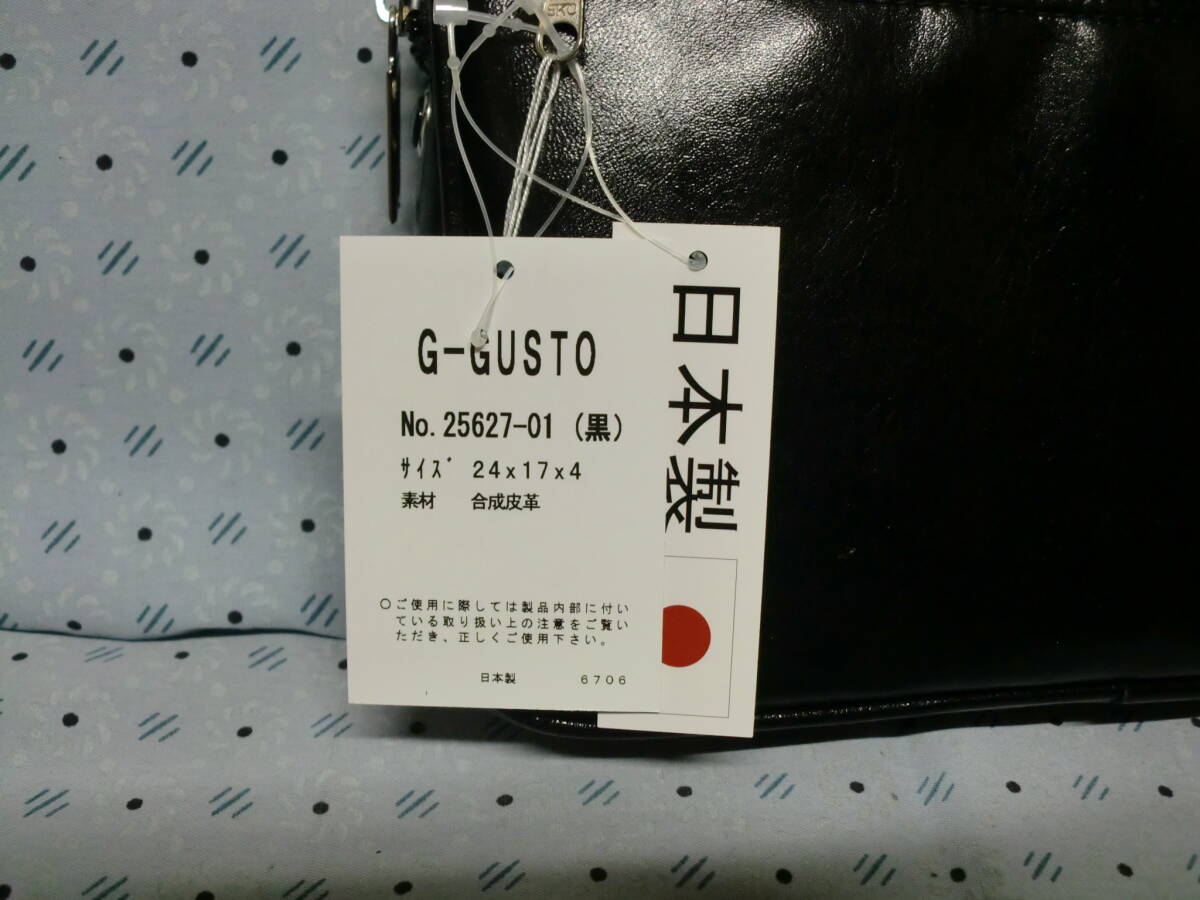 SKC
G-GUSTO
No.25627-01 (黒)
サイズ 24x17x4
素材 合成皮革
○ご使用に際しては製品内部に付い
ている取り扱い上の注意をご覧い
ただき、正しくご使用下さい。
日本製 6706
日本製